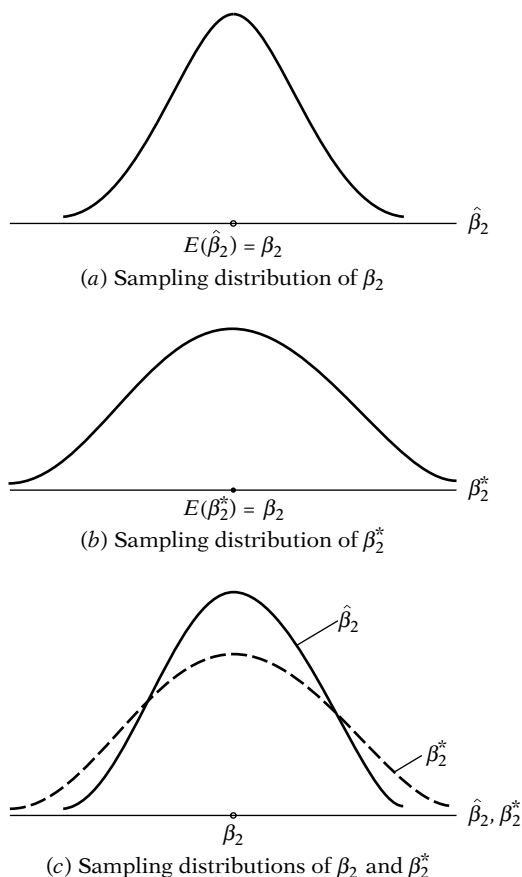 β̂₂
E(β̂₂) = β₂
(a) Sampling distribution of β₂
β₂*
E(β₂*) = β₂
(b) Sampling distribution of β₂*
β̂₂
β₂*
β̂₂, β₂*
β₂
(c) Sampling distributions of β₂ and β₂*